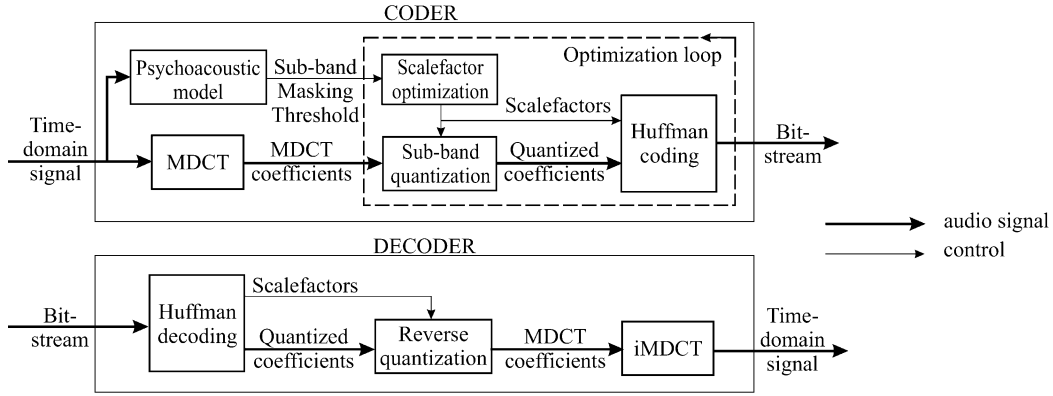 CODER
Optimization loop
Psychoacoustic
model
Sub-band
Masking
Threshold
Scalefactor
optimization
Scalefactors
Time-
domain
signal
MDCT
MDCT
coefficients
Sub-band
quantization
Quantized
coefficients
Huffman
coding
Bit-
stream
audio signal
control
DECODER
Bit-
stream
Huffman
decoding
Scalefactors
Quantized
coefficients
Reverse
quantization
MDCT
coefficients
iMDCT
Time-
domain
signal